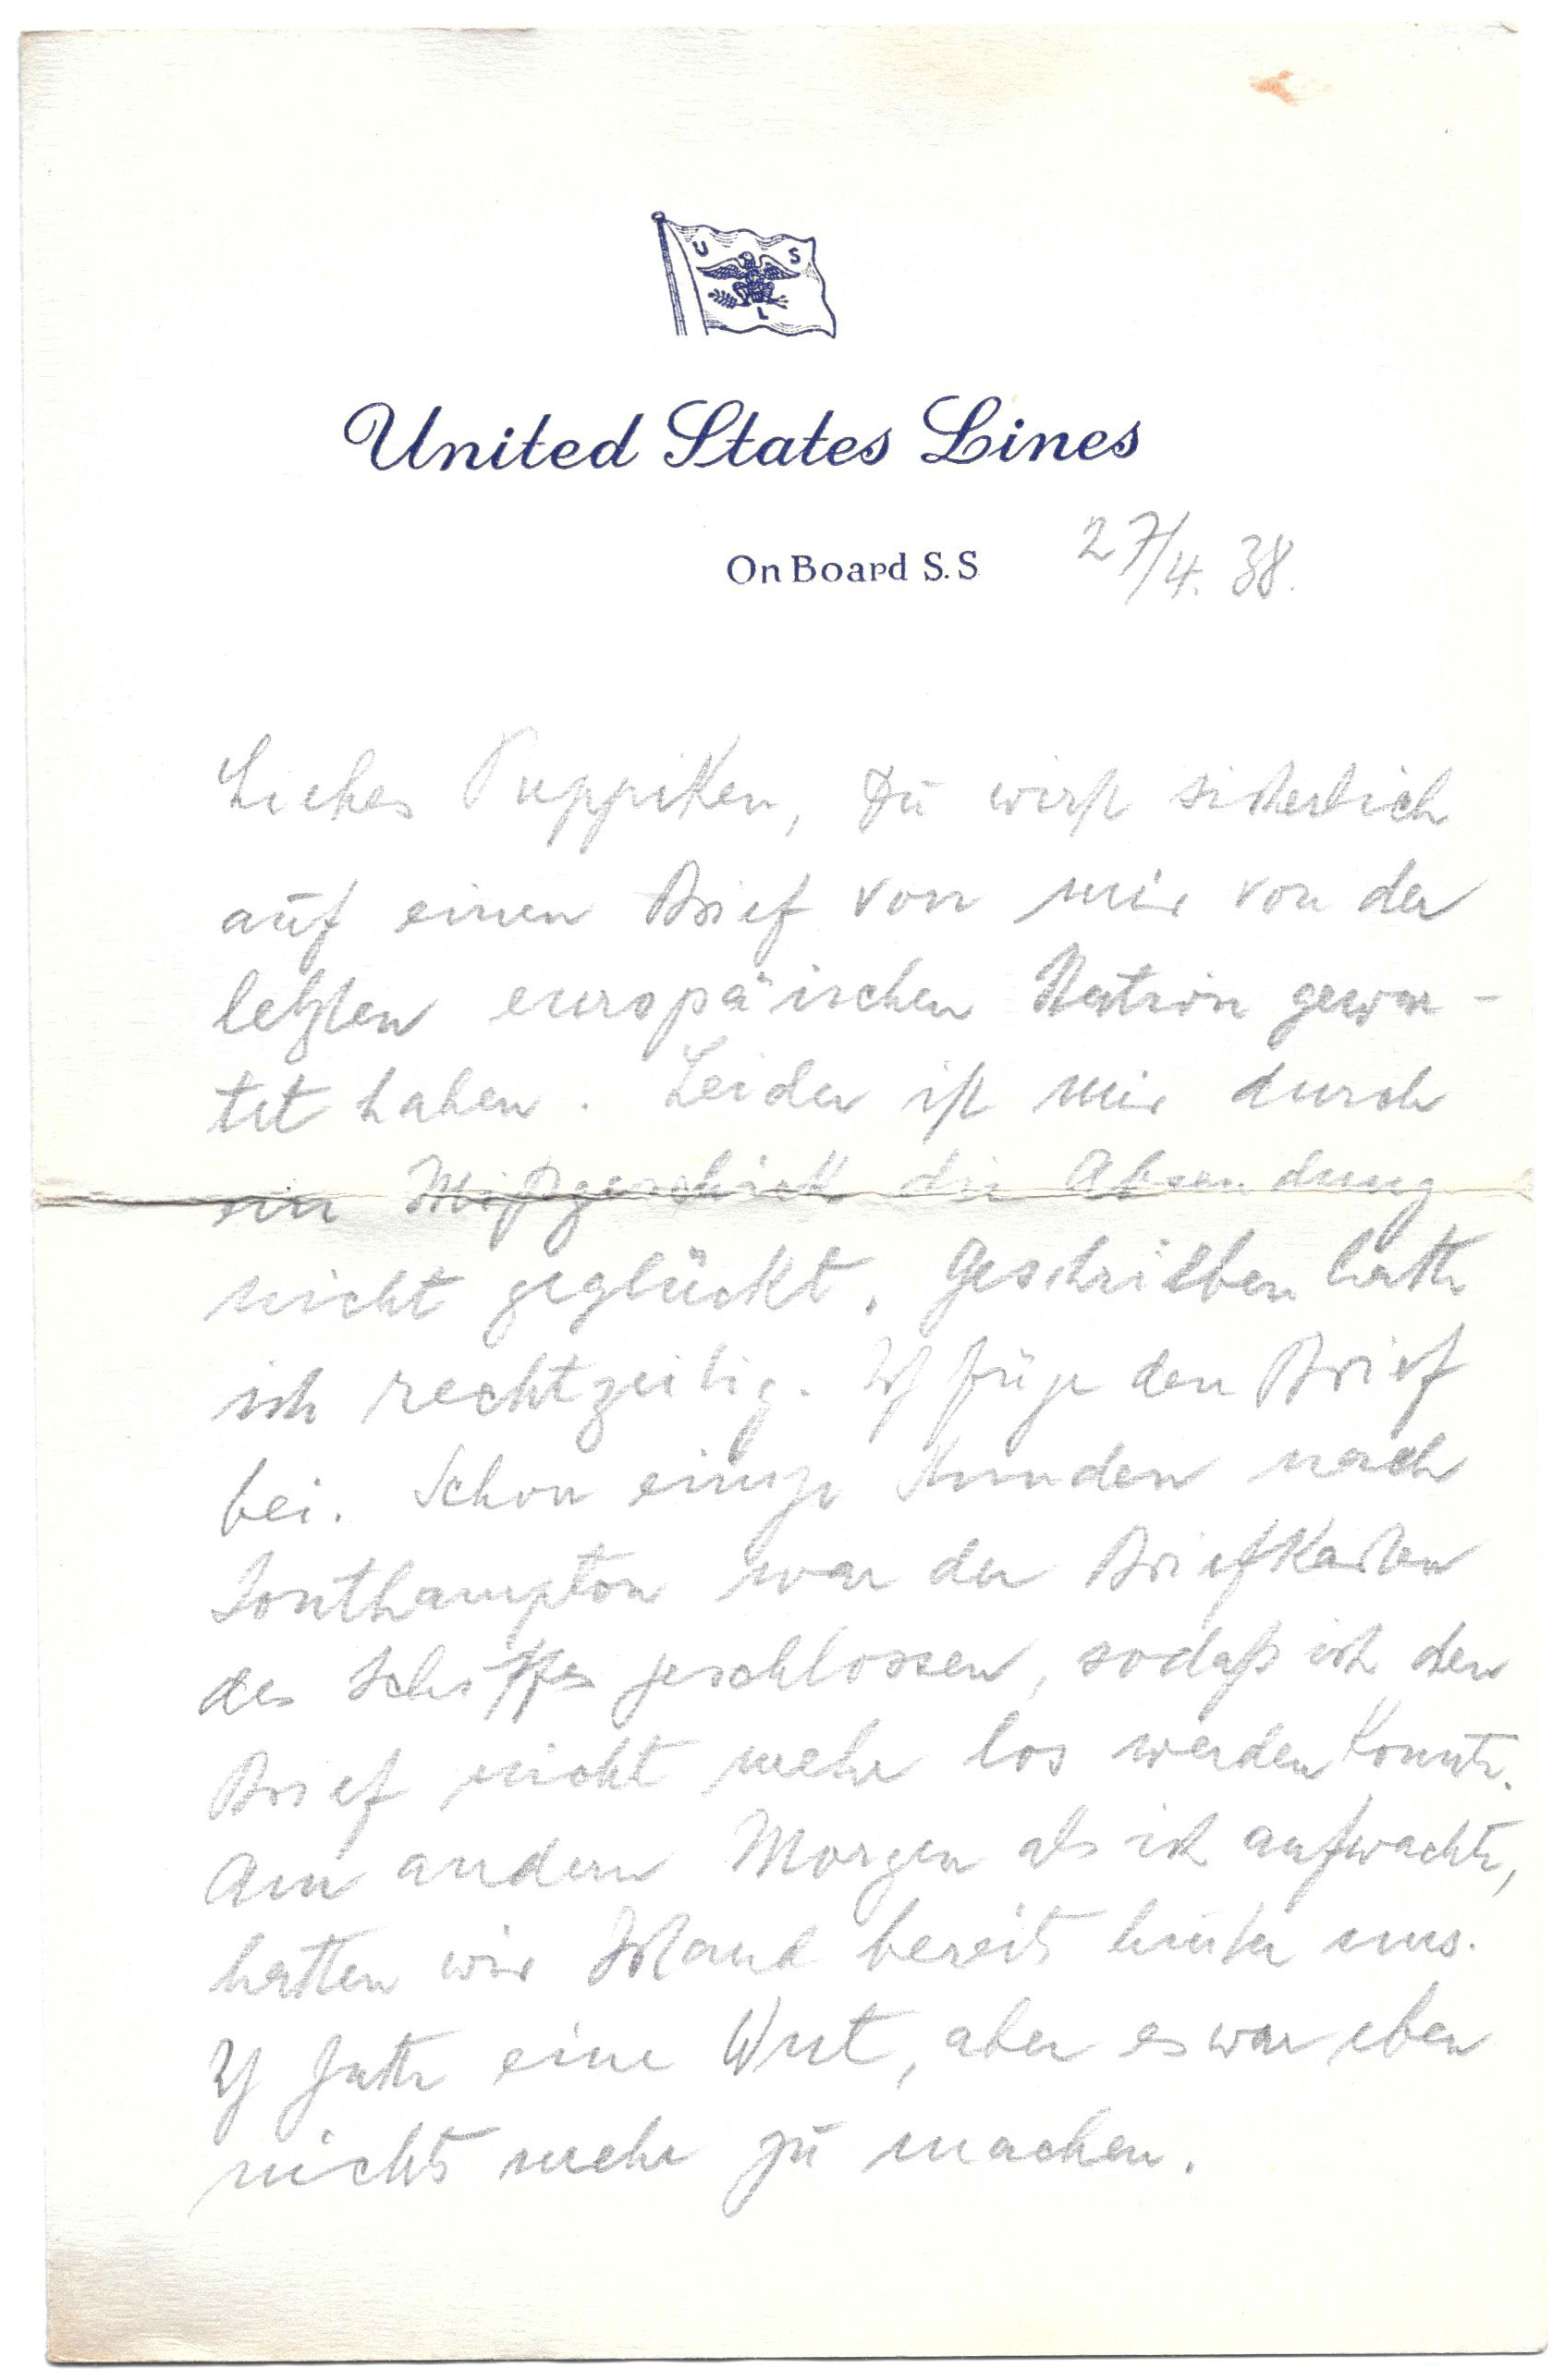 U S
L
United States Lines
On Board S.S
27/4. 38.
Liebes Puppiken, Du wirst sicherlich
auf einen Brief von mir von der
letzten europäischen Station gewar-
tet haben. Leider ist mir durch
ein Mißgeschick die Absendung
nicht geglückt. Geschrieben hatte
ich rechtzeitig. Ich füge den Brief
bei. Schon einige Stunden nach
Southampton war der Briefkasten
des Schiffes geschlossen, sodaß ich den
Brief nicht mehr los werden konnte.
Am andern Morgen als ich aufwachte,
hatten wir Irland bereits hinter uns.
Ich hatte eine Wut, aber es war eben
nichts mehr zu machen.